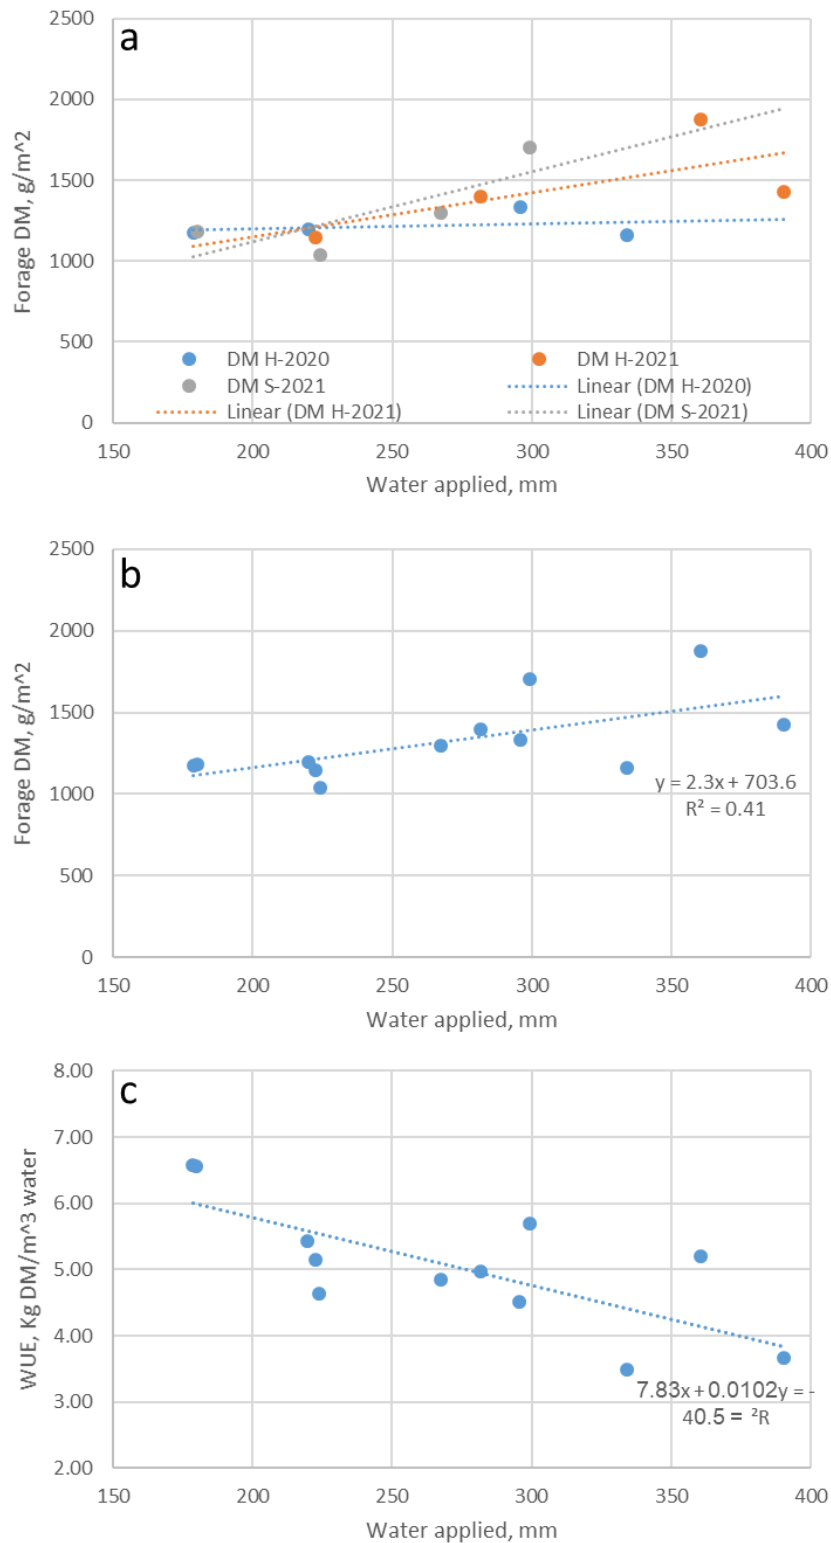 a
2500
2000
1500
1000
500
0
Forage DM, g/m^2
DM H-2020
DM H-2021
DM S-2021
Linear (DM H-2020)
Linear (DM H-2021)
Linear (DM S-2021)
150 200 250 300 350 400
Water applied, mm
b
2500
2000
1500
1000
500
0
Forage DM, g/m^2
y = 2.3x + 703.6
R² = 0.41
150 200 250 300 350 400
Water applied, mm
c
8.00
7.00
6.00
5.00
4.00
3.00
2.00
WUE, Kg DM/m^3 water
7.83x + 0.0102y = -
40.5 = ²R
150 200 250 300 350 400
Water applied, mm